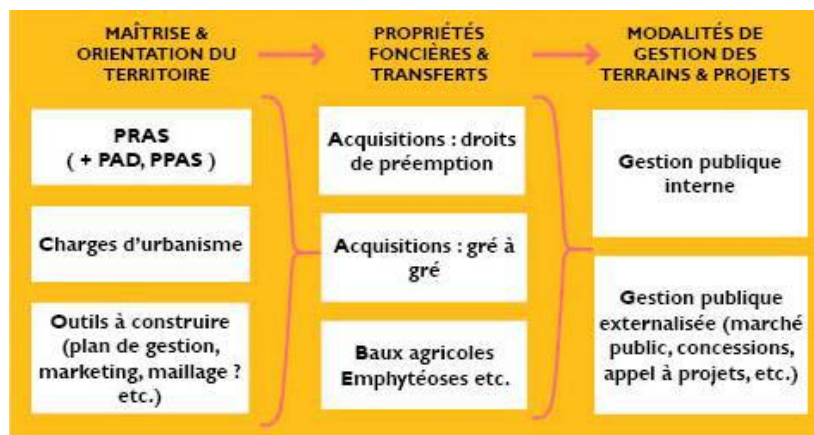 MAÎTRISE &
ORIENTATION DU
TERRITOIRE
PROPRIÉTÉS
FONCIÈRES &
TRANSFERTS
MODALITÉS DE
GESTION DES
TERRAINS & PROJETS
PRAS
( + PAD, PPAS )
Charges d'urbanisme
Outils à construire
(plan de gestion,
marketing, maillage ?
etc.)
Acquisitions : droits
de préemption
Acquisitions : gré à
gré
Baux agricoles
Emphytéoses etc.
Gestion publique
interne
Gestion publique
externalisée (marché
public, concessions,
appel à projets, etc.)